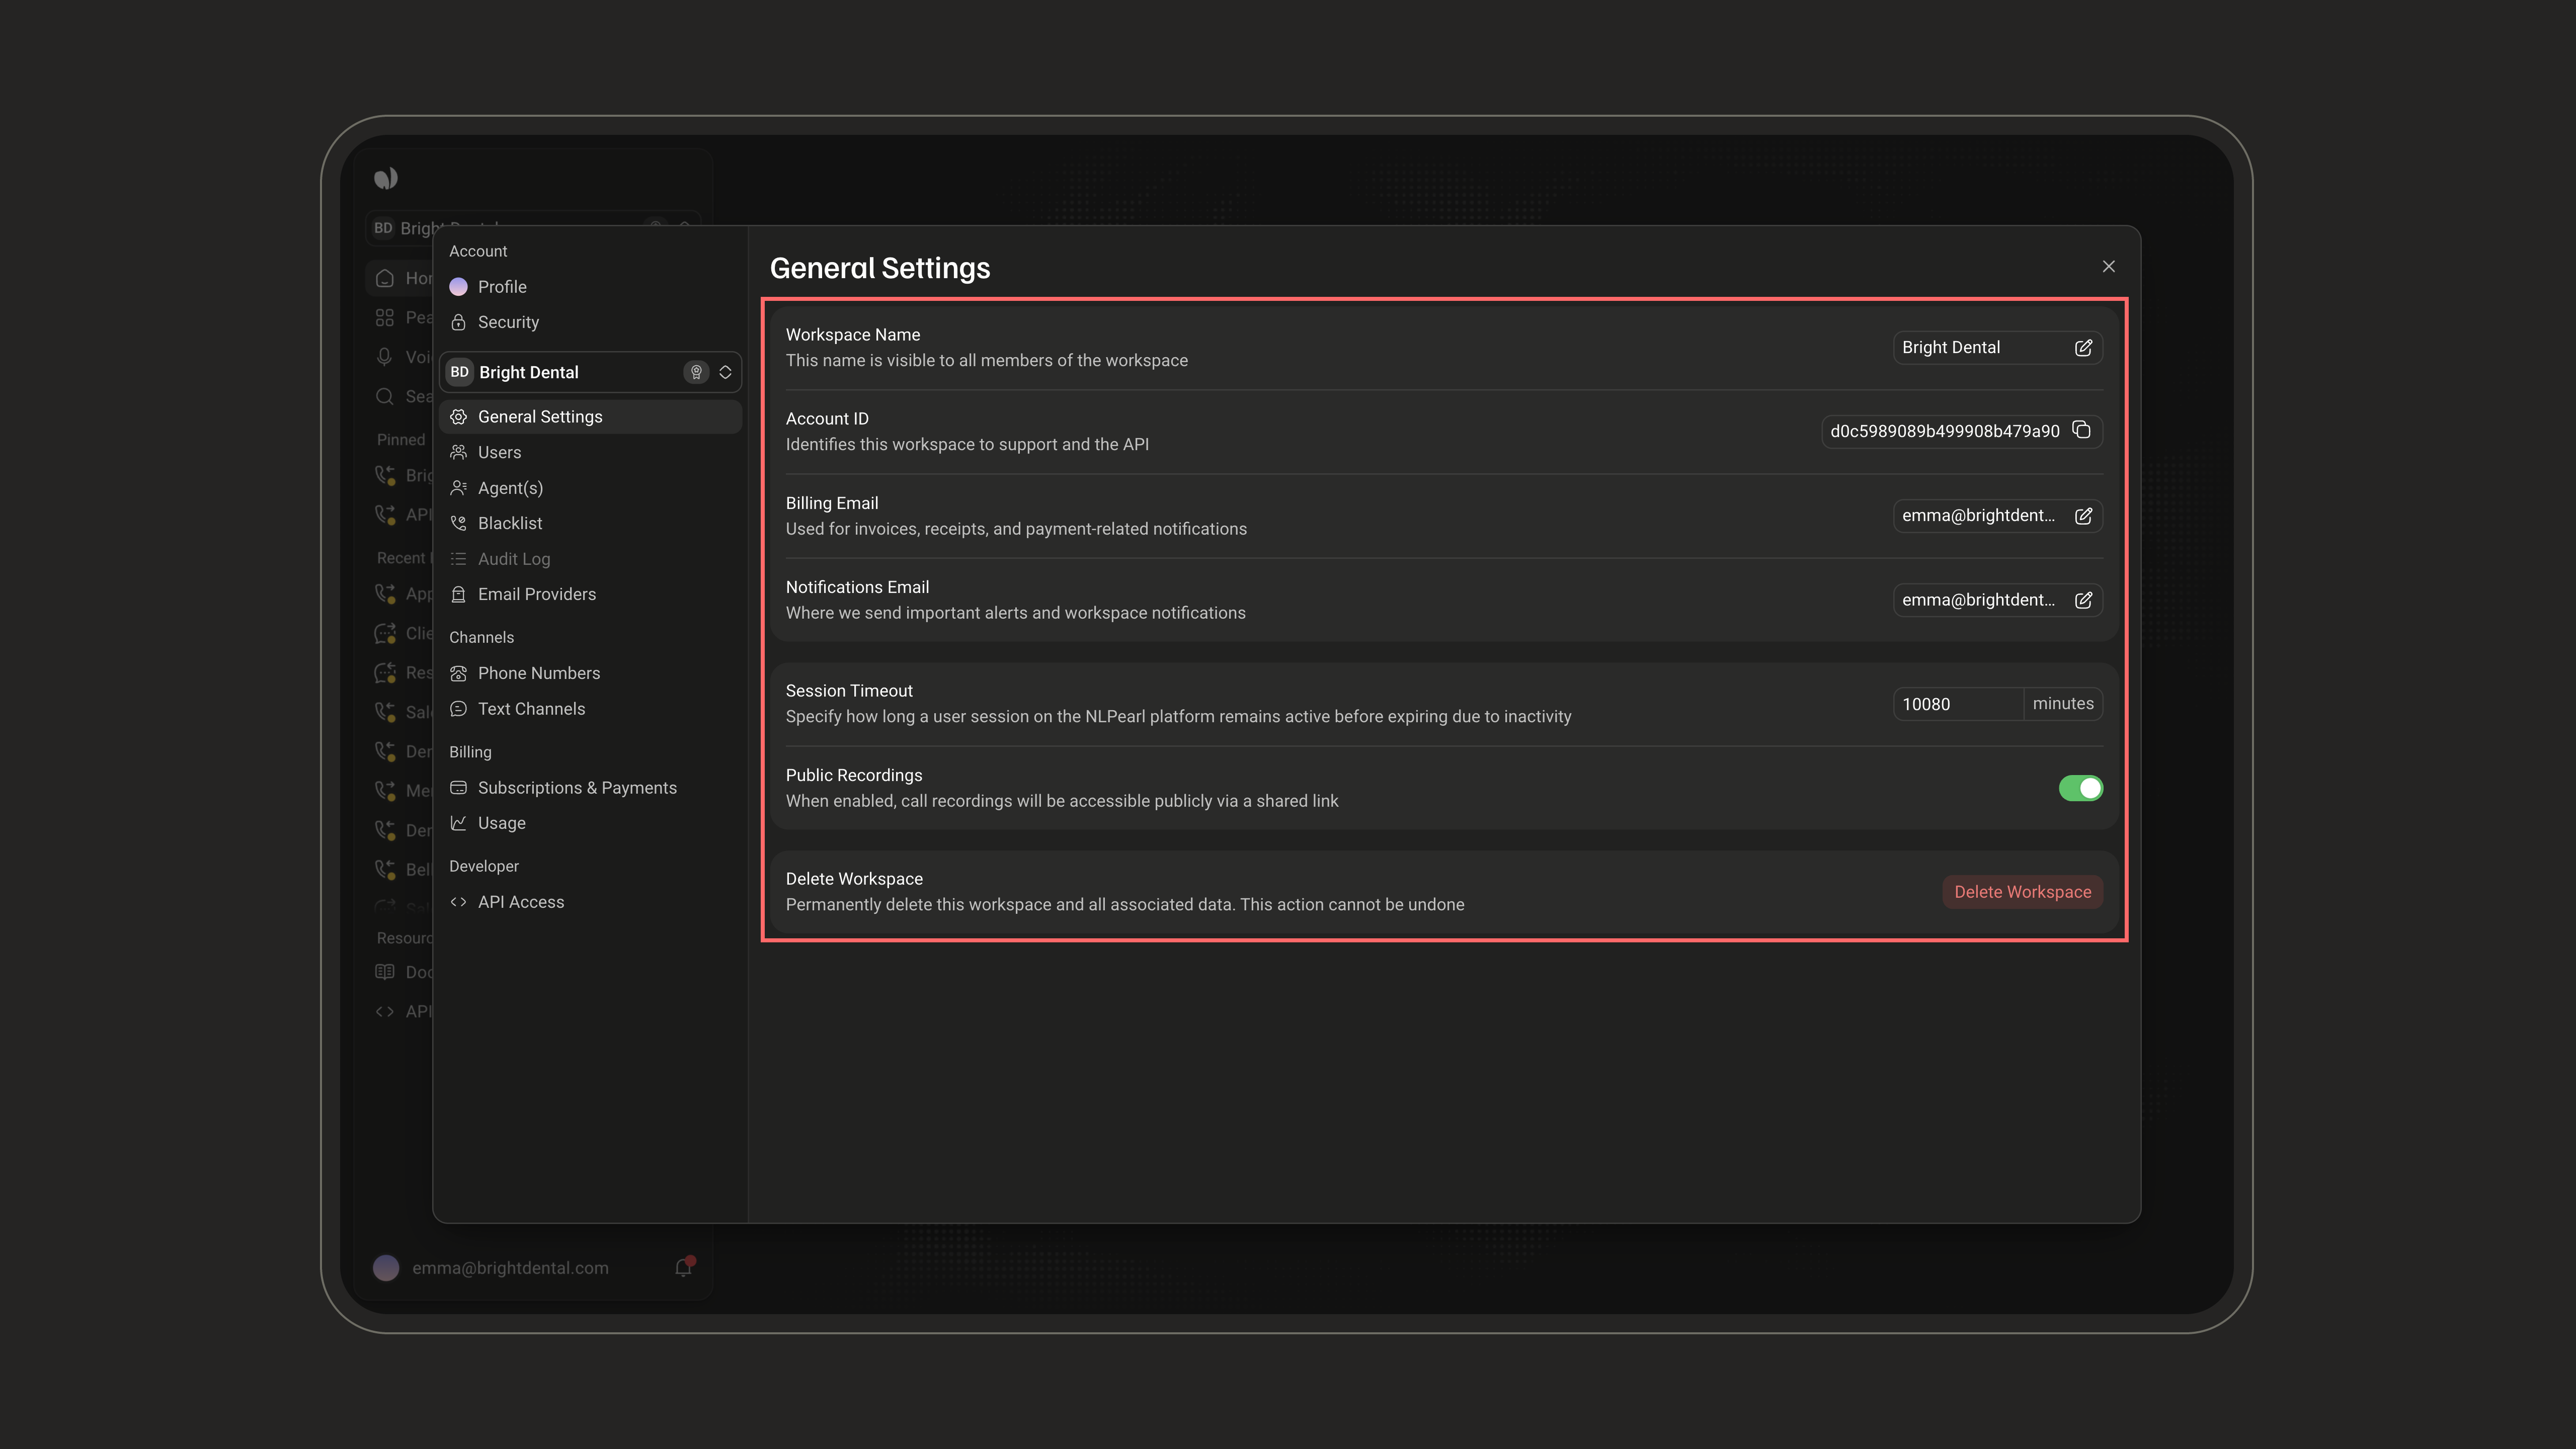 BD
Account
Profile
Security
BD Bright Dental
General Settings
Users
Agent(s)
Blacklist
Audit Log
Email Providers
Channels
Phone Numbers
Text Channels
Billing
Subscriptions & Payments
Usage
Developer
API Access
Pinned
API
Recent
API
emma@brightdental.com
General Settings
Workspace Name
This name is visible to all members of the workspace
Bright Dental
Account ID
Identifies this workspace to support and the API
d0c5989089b499908b479a90
Billing Email
Used for invoices, receipts, and payment-related notifications
emma@brightdent...
Notifications Email
Where we send important alerts and workspace notifications
emma@brightdent...
Session Timeout
Specify how long a user session on the NLPearl platform remains active before expiring due to inactivity
10080 minutes
Public Recordings
When enabled, call recordings will be accessible publicly via a shared link
Delete Workspace
Permanently delete this workspace and all associated data. This action cannot be undone
Delete Workspace